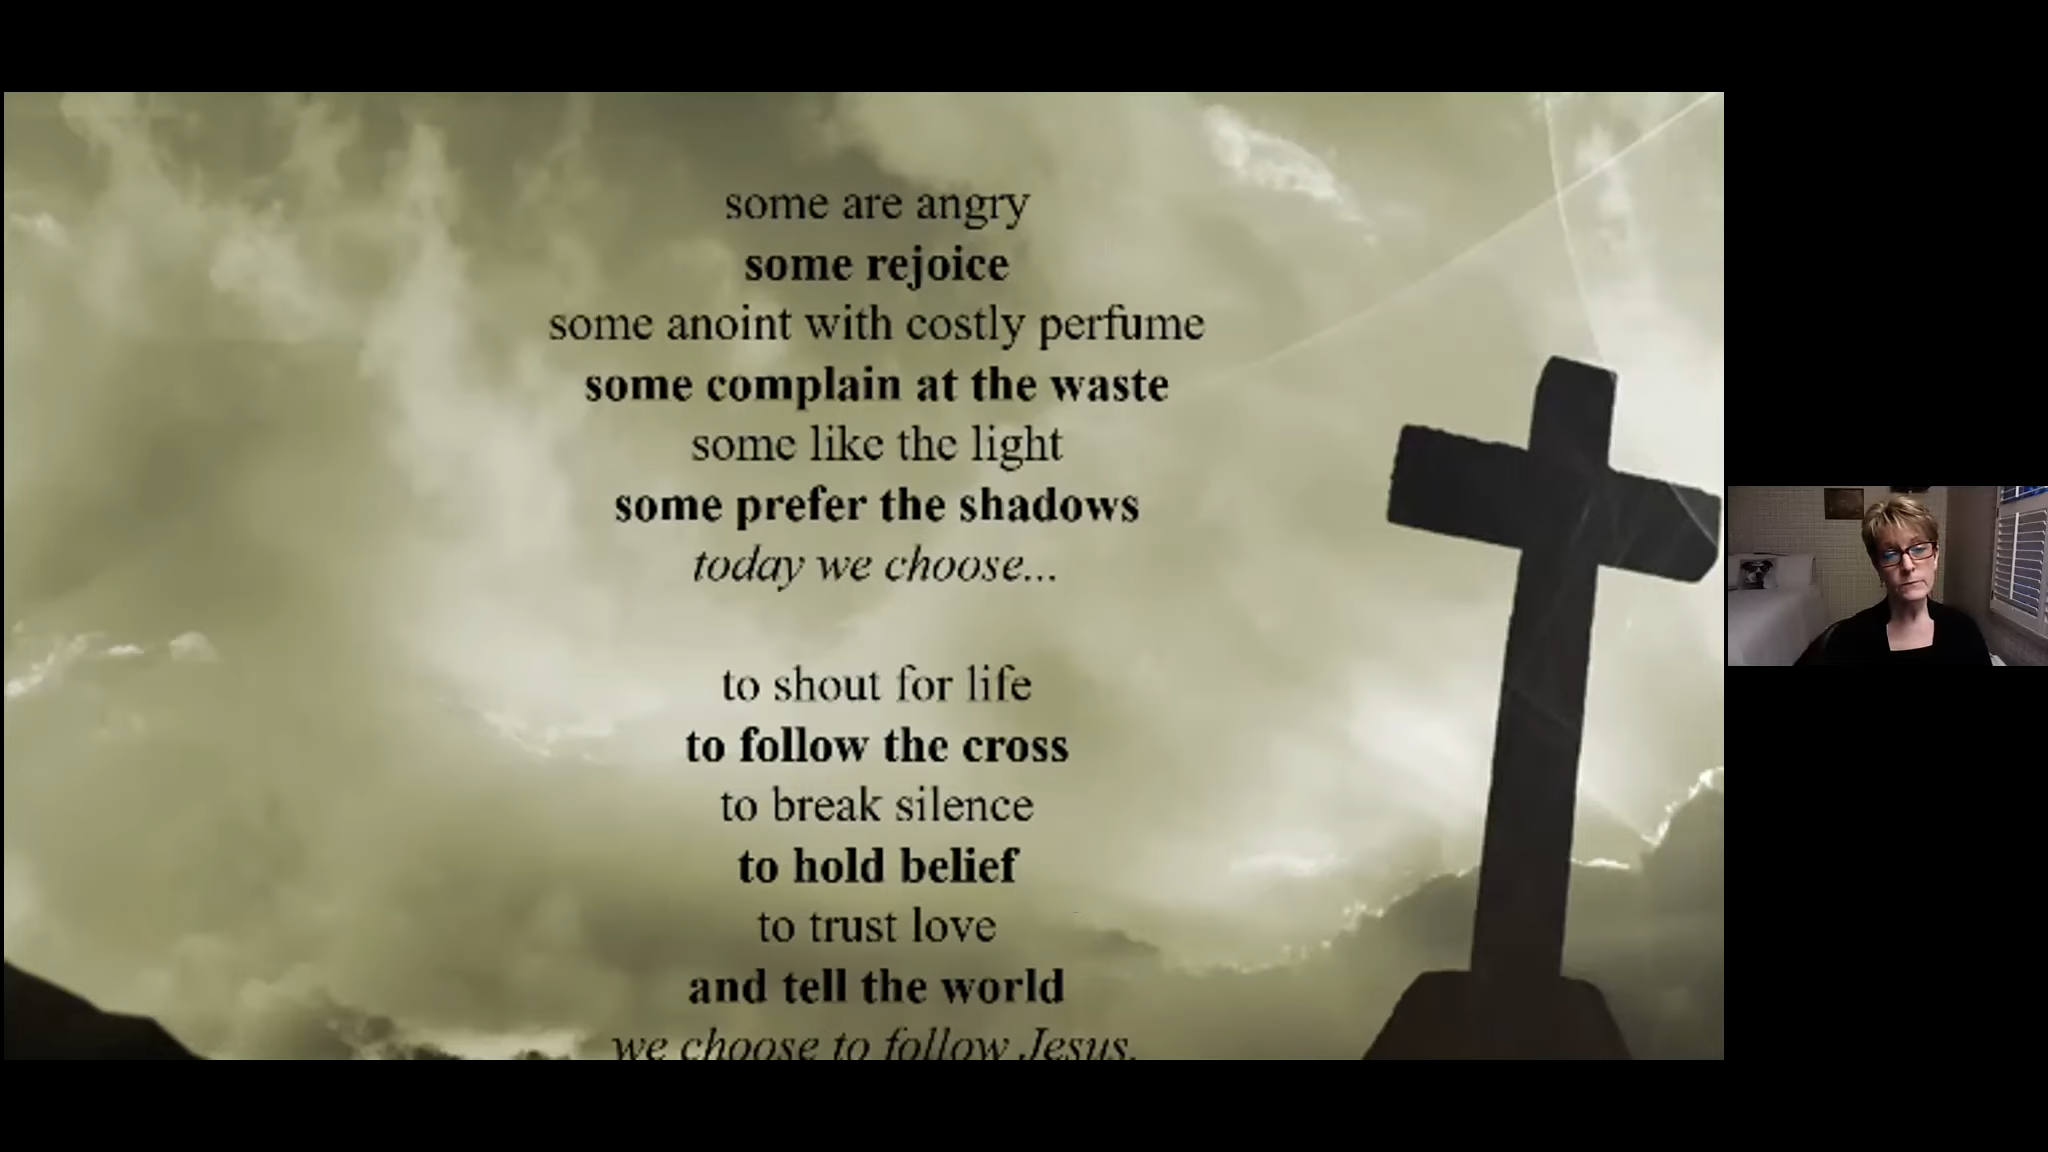 some are angry
some rejoice
some anoint with costly perfume
some complain at the waste
some like the light
some prefer the shadows
today we choose...
to shout for life
to follow the cross
to break silence
to hold belief
to trust love
and tell the world
we choose to follow Jesus.